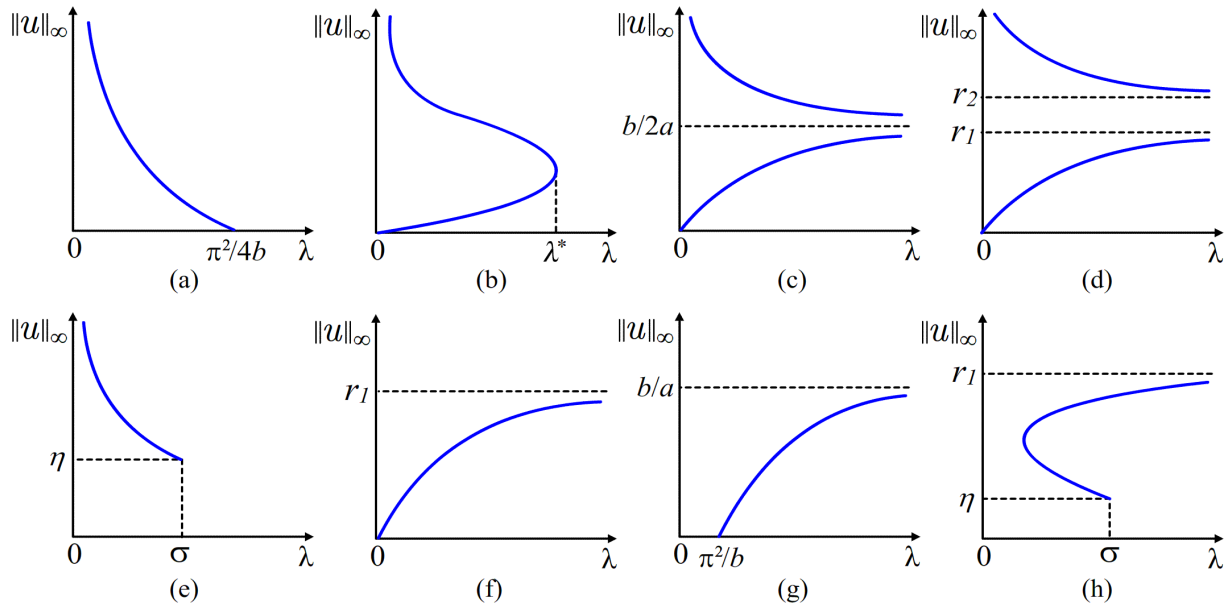 ‖u‖∞ ‖u‖∞ ‖u‖∞ ‖u‖∞
r₂
b/2a r₁
0 π²/4b λ 0 λ* λ 0 λ 0 λ
(a) (b) (c) (d)
‖u‖∞ ‖u‖∞ ‖u‖∞ ‖u‖∞
r₁ b/a r₁
η η
0 σ λ 0 λ 0 π²/b λ 0 σ λ
(e) (f) (g) (h)